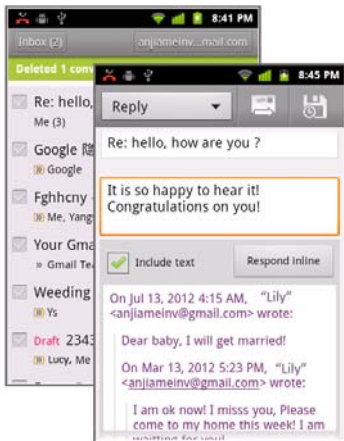 8:41 PM
Inbox (2)
anjiameinv...mail.com
Deleted 1 conv
Re: hello,
Me (3)
Google 隐
Google
Fghhcny
Me, Yang
Your Gma
» Gmail Te
Weeding
Ys
Draft 2343
Lucy, Me
8:45 PM
Reply
Re: hello, how are you ?
It is so happy to hear it!
Congratulations on you!
Include text
Respond inline
On Jul 13, 2012 4:15 AM, "Lily"
<anjiameinv@gmail.com> wrote:
Dear baby, I will get married!
On Mar 13, 2012 5:23 PM, "Lily"
<anjiameinv@gmail.com> wrote:
I am ok now! I misss you, Please
come to my home this week! I am
waitting for you!